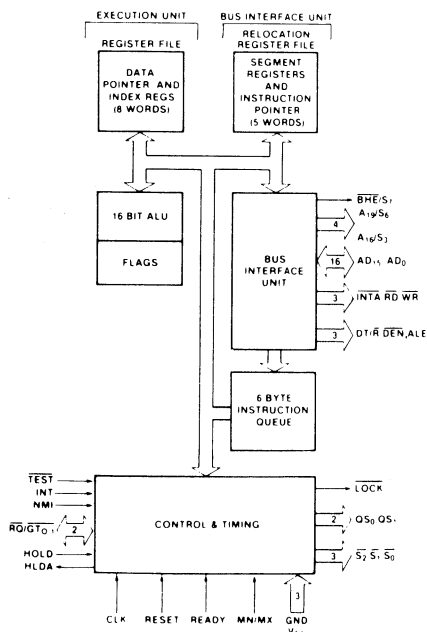 EXECUTION UNIT
BUS INTERFACE UNIT
REGISTER FILE
RELOCATION
REGISTER FILE
DATA
POINTER AND
INDEX REGS
(8 WORDS)
SEGMENT
REGISTERS
AND
INSTRUCTION
POINTER
(5 WORDS)
16 BIT ALU
FLAGS
BUS
INTERFACE
UNIT
BHE/S7
4
A19/S6
A16/S3
16
AD15 AD0
3
INTA RD WR
3
DT/R DEN,ALE
6 BYTE
INSTRUCTION
QUEUE
TEST
INT
NMI
RQ/GT0 1
2
HOLD
HLDA
CONTROL & TIMING
LOCK
2
QS0 QS1
3
S2 S1 S0
3
CLK
RESET
READY
MN/MX
GND